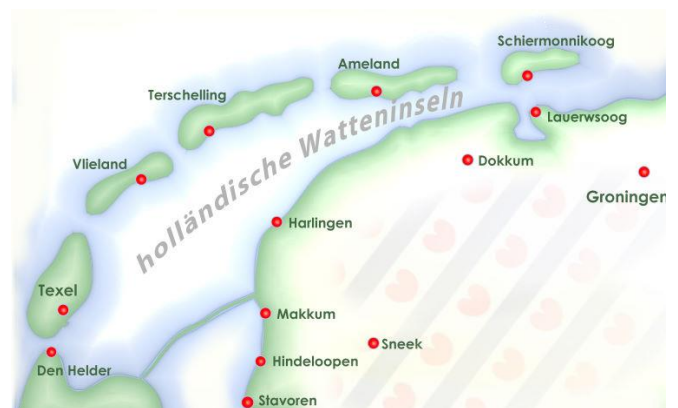 Schiermonnikoog
Ameland
Terschelling
Lauerwsoog
holländische Watteninseln
Vlieland
Dokkum
Groningen
Harlingen
Texel
Makkum
Sneek
Den Helder
Hindeloopen
Stavoren